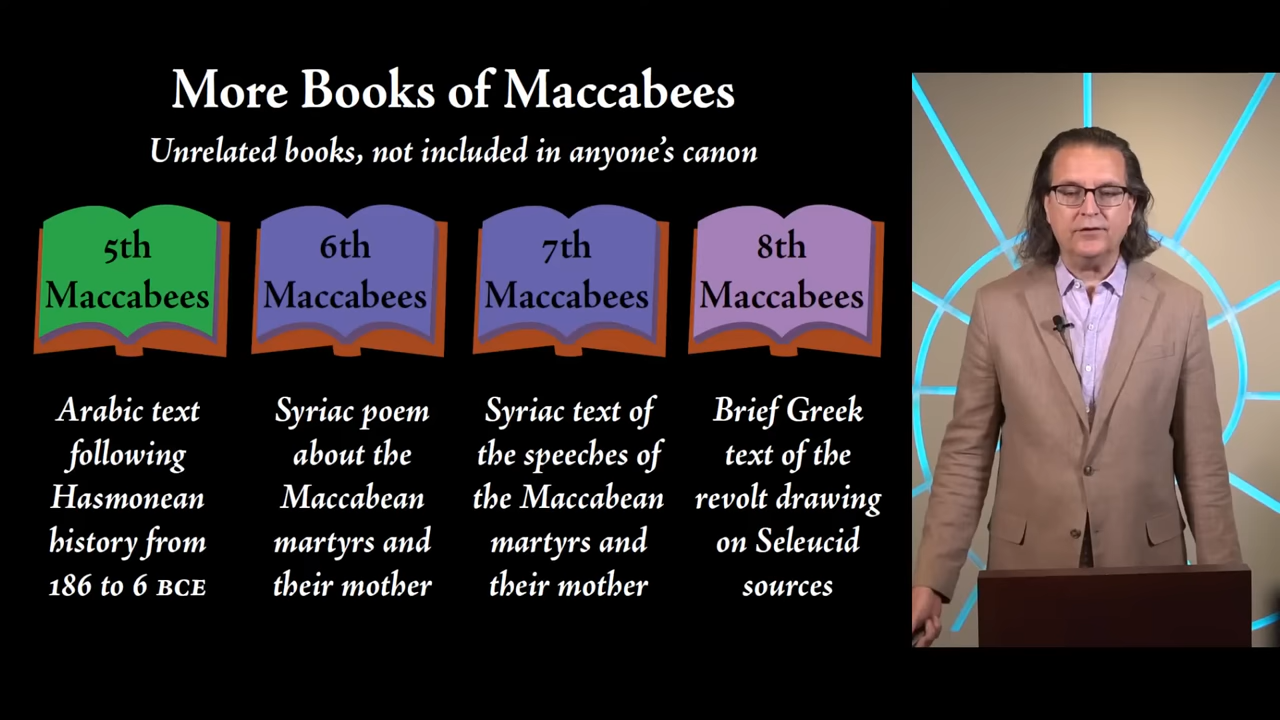 More Books of Maccabees
Unrelated books, not included in anyone's canon
5th
Maccabees
6th
Maccabees
7th
Maccabees
8th
Maccabees
Arabic text
following
Hasmonean
history from
186 to 6 BCE
Syriac poem
about the
Maccabean
martyrs and
their mother
Syriac text of
the speeches of
the Maccabean
martyrs and
their mother
Brief Greek
text of the
revolt drawing
on Seleucid
sources